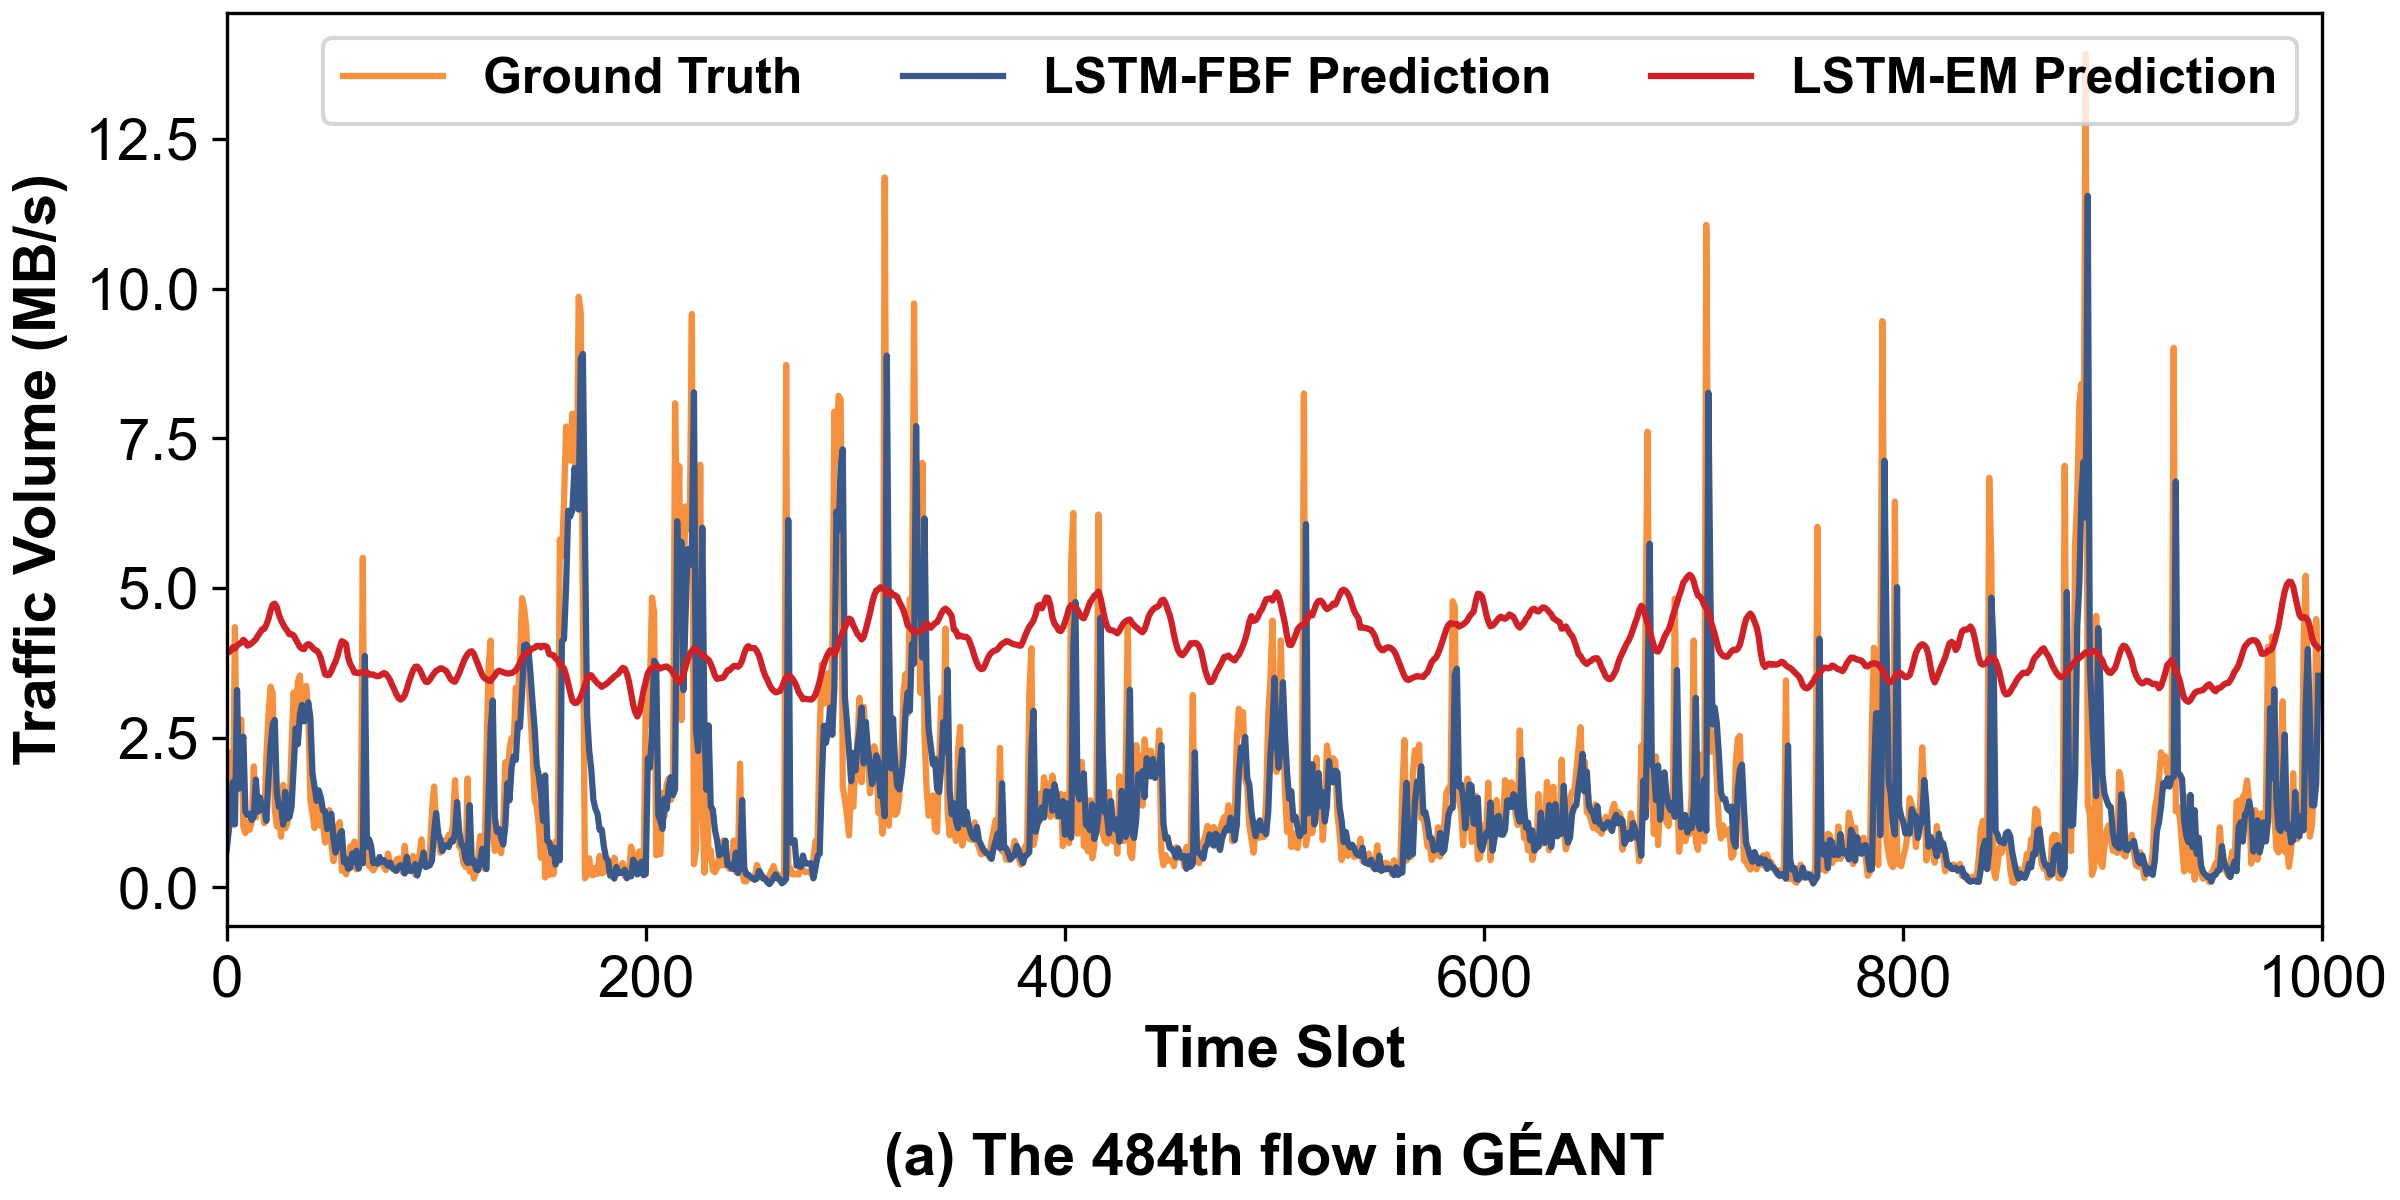 Ground Truth LSTM-FBF Prediction LSTM-EM Prediction
Traffic Volume (MB/s)
12.5
10.0
7.5
5.0
2.5
0.0
0 200 400 600 800 1000
Time Slot
(a) The 484th flow in GÉANT